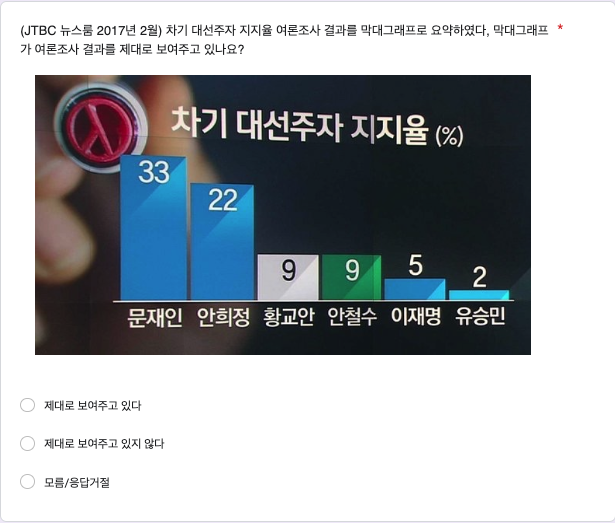 (JTBC 뉴스룸 2017년 2월) 차기 대선주자 지지율 여론조사 결과를 막대그래프로 요약하였다, 막대그래프 *
가 여론조사 결과를 제대로 보여주고 있나요?
차기 대선주자 지지율 (%)
33 22 9 9 5 2
문재인 안희정 황교안 안철수 이재명 유승민
제대로 보여주고 있다
제대로 보여주고 있지 않다
모름/응답거절